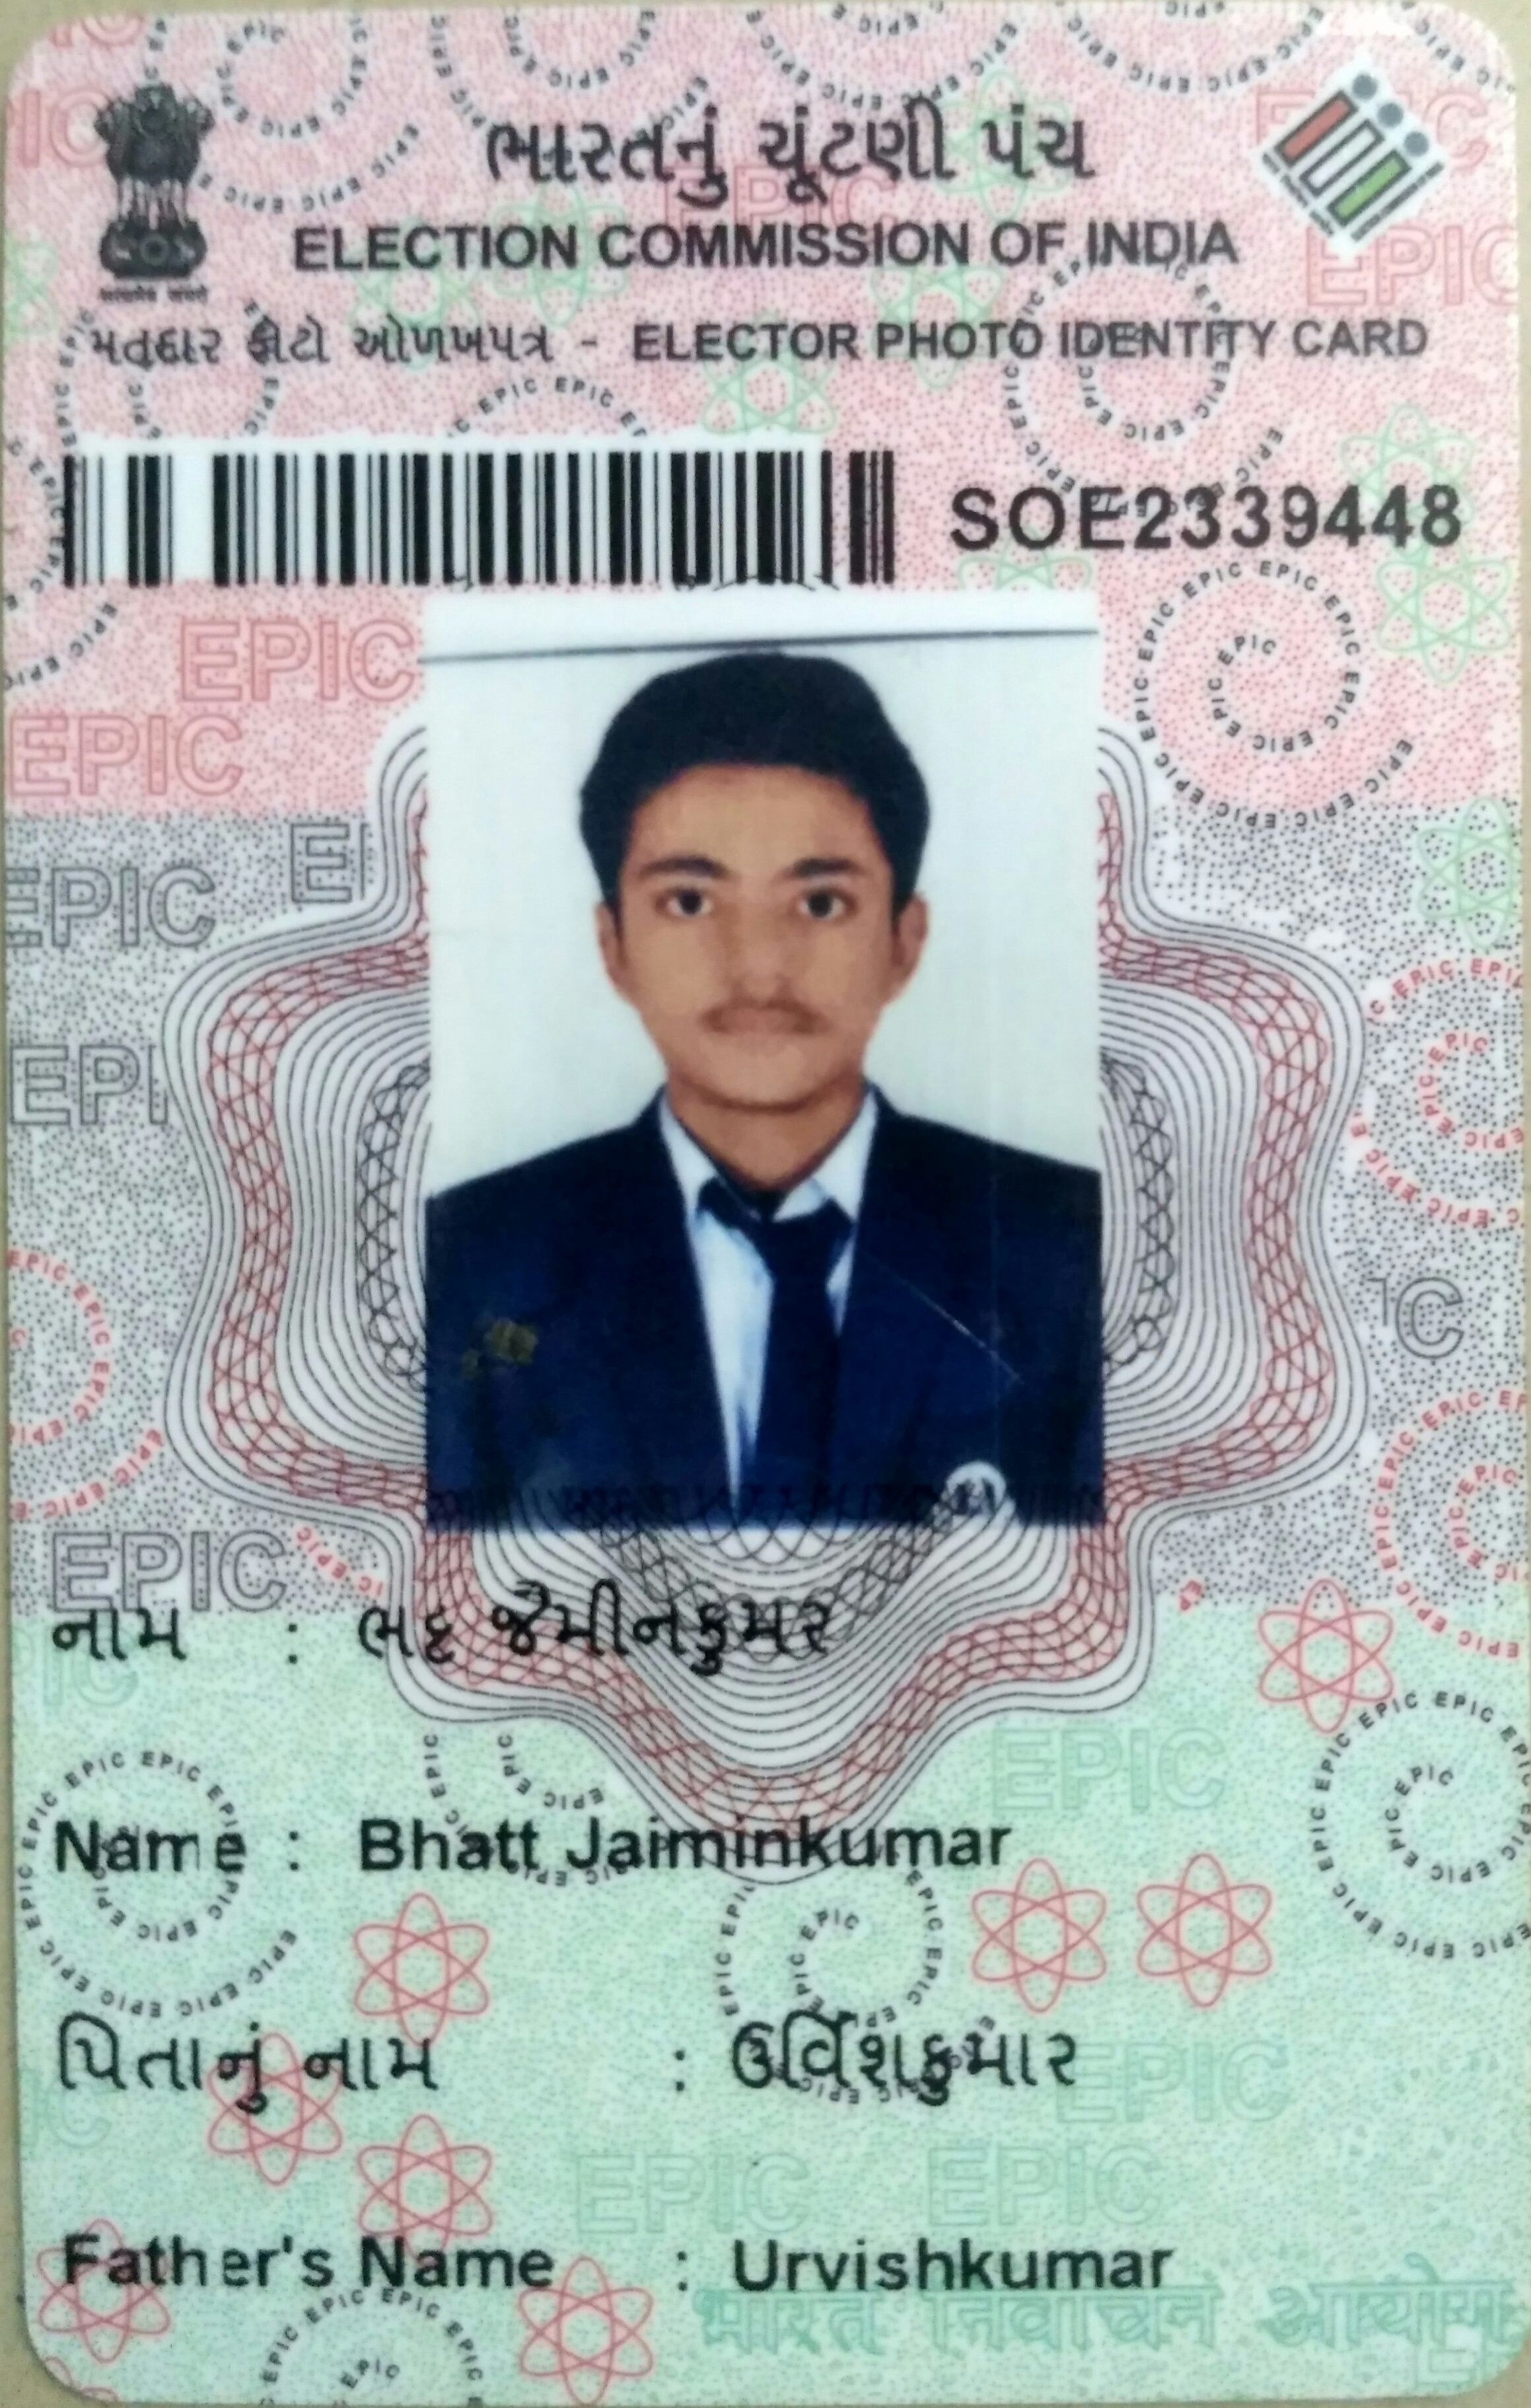 ભારતનું ચૂંટણી પંચ
ELECTION COMMISSION OF INDIA
મતદાર ફોટો ઓળખપત્ર - ELECTOR PHOTO IDENTITY CARD
SOE2339448
નામ : ભટ્ટ જૈમીનકુમાર
Name : Bhatt Jaiminkumar
પિતાનું નામ : ઉર્વિશકુમાર
Father's Name : Urvishkumar
भारत निर्वाचन आयोग